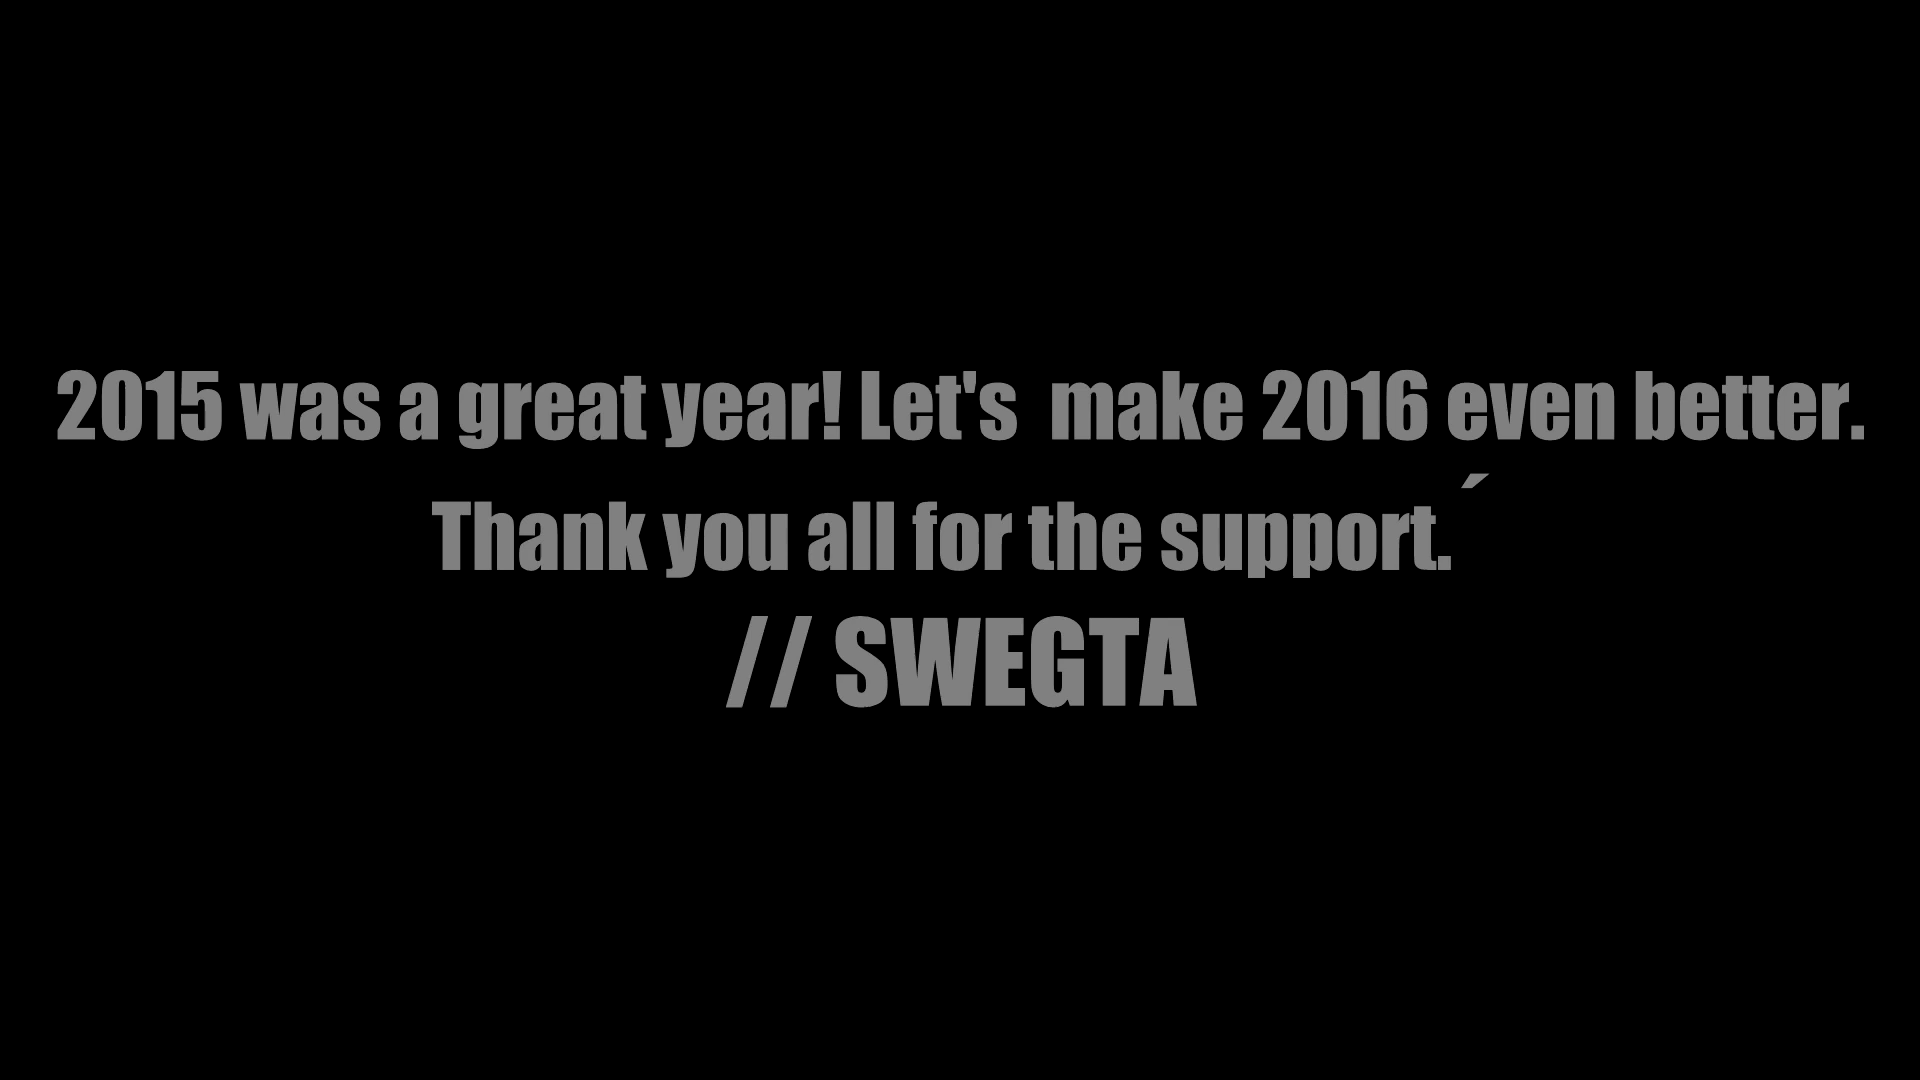 2015 was a great year! Let's  make 2016 even better.
Thank you all for the support.´
// SWEGTA